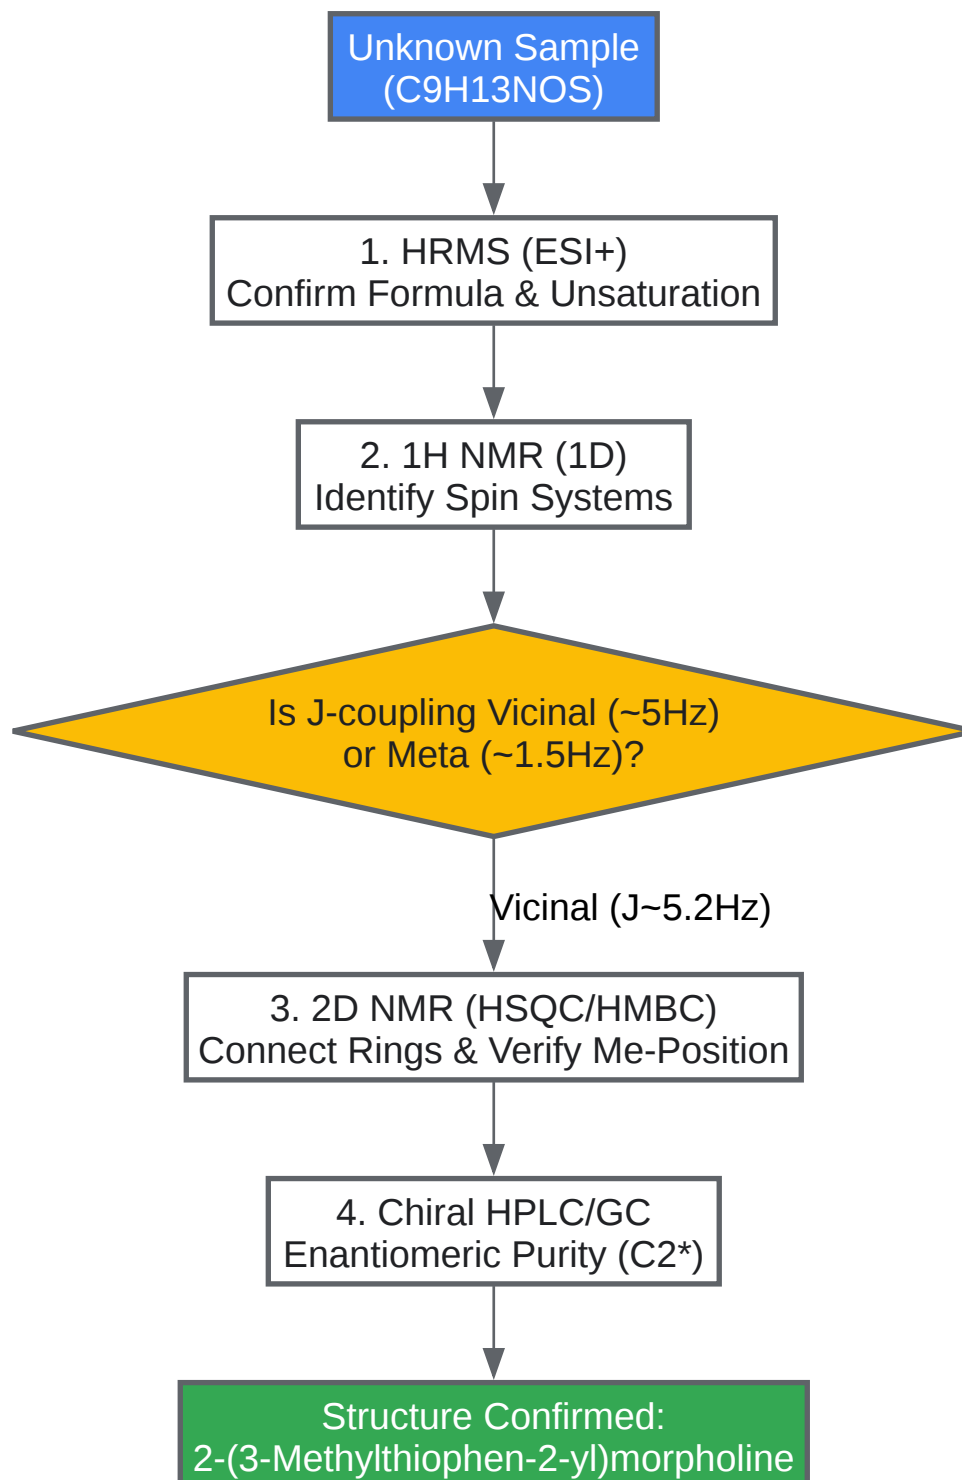 Unknown Sample
(C9H13NOS)
1. HRMS (ESI+)
Confirm Formula & Unsaturation
2. 1H NMR (1D)
Identify Spin Systems
Is J-coupling Vicinal (~5Hz)
or Meta (~1.5Hz)?
Vicinal (J~5.2Hz)
3. 2D NMR (HSQC/HMBC)
Connect Rings & Verify Me-Position
4. Chiral HPLC/GC
Enantiomeric Purity (C2*)
Structure Confirmed:
2-(3-Methylthiophen-2-yl)morpholine